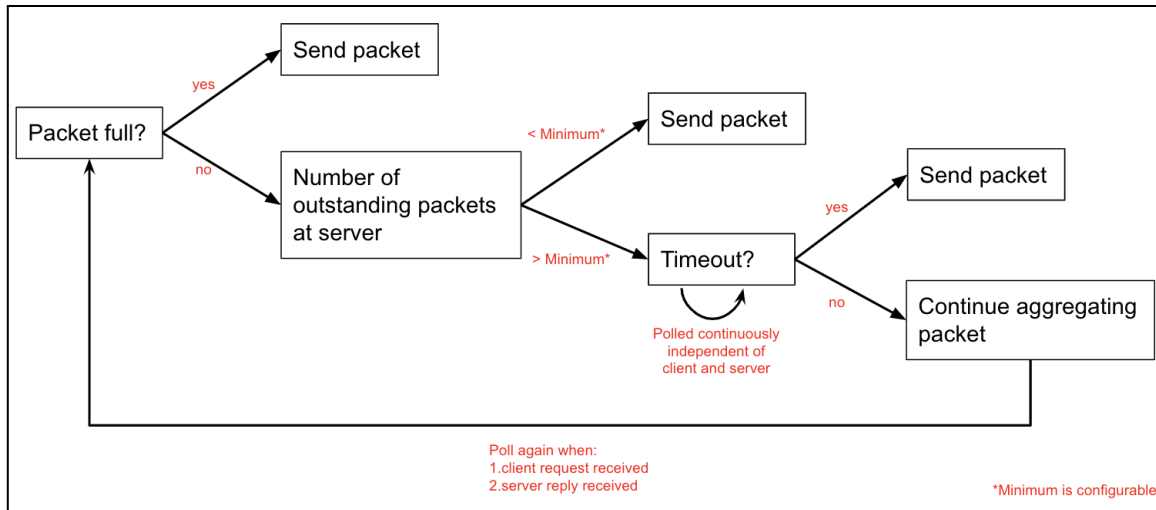 Send packet
yes
Packet full?
no
Number of
outstanding packets
at server
< Minimum*
Send packet
> Minimum*
Timeout?
Polled continuously
independent of
client and server
yes
Send packet
no
Continue aggregating
packet
Poll again when:
1.client request received
2.server reply received
*Minimum is configurable